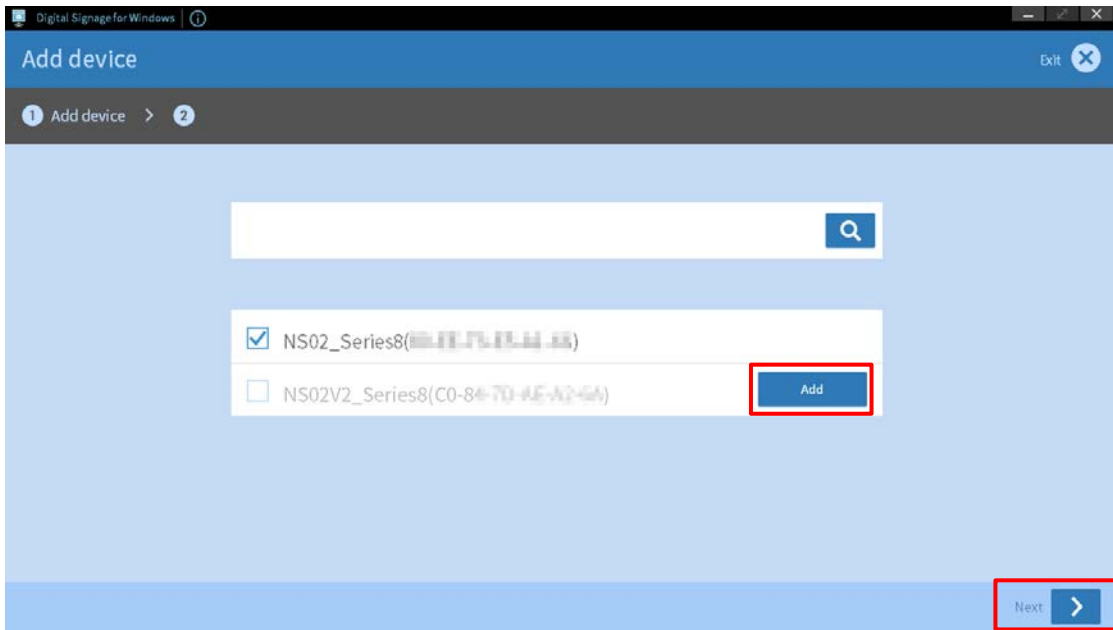 Digital Signage for Windows
Add device
Exit
1 Add device > 2
NS02_Series8(
NS02V2_Series8(C0-84
Add
Next